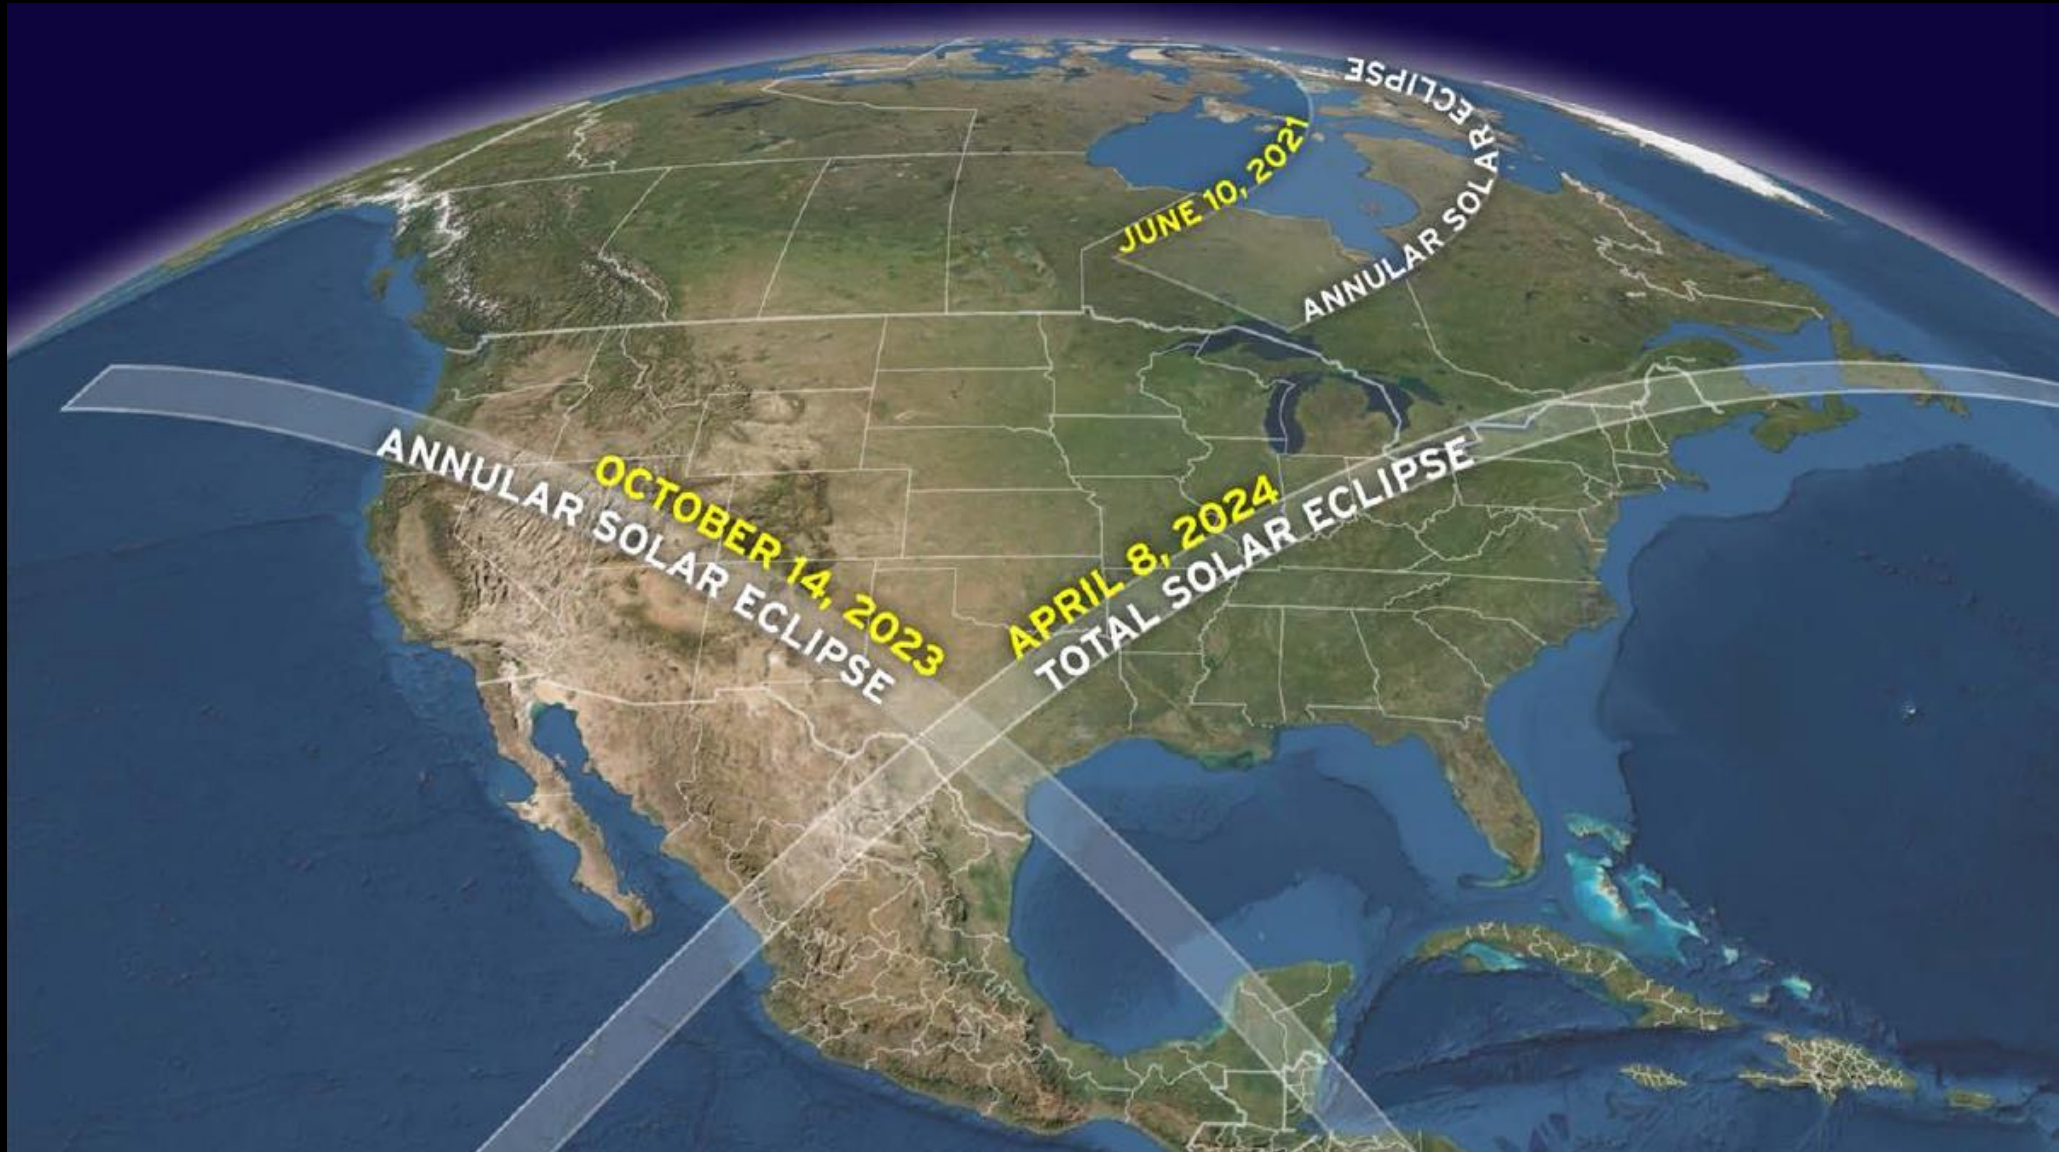 JUNE 10, 2021
ANNULAR SOLAR ECLIPSE
OCTOBER 14, 2023
ANNULAR SOLAR ECLIPSE
APRIL 8, 2024
TOTAL SOLAR ECLIPSE